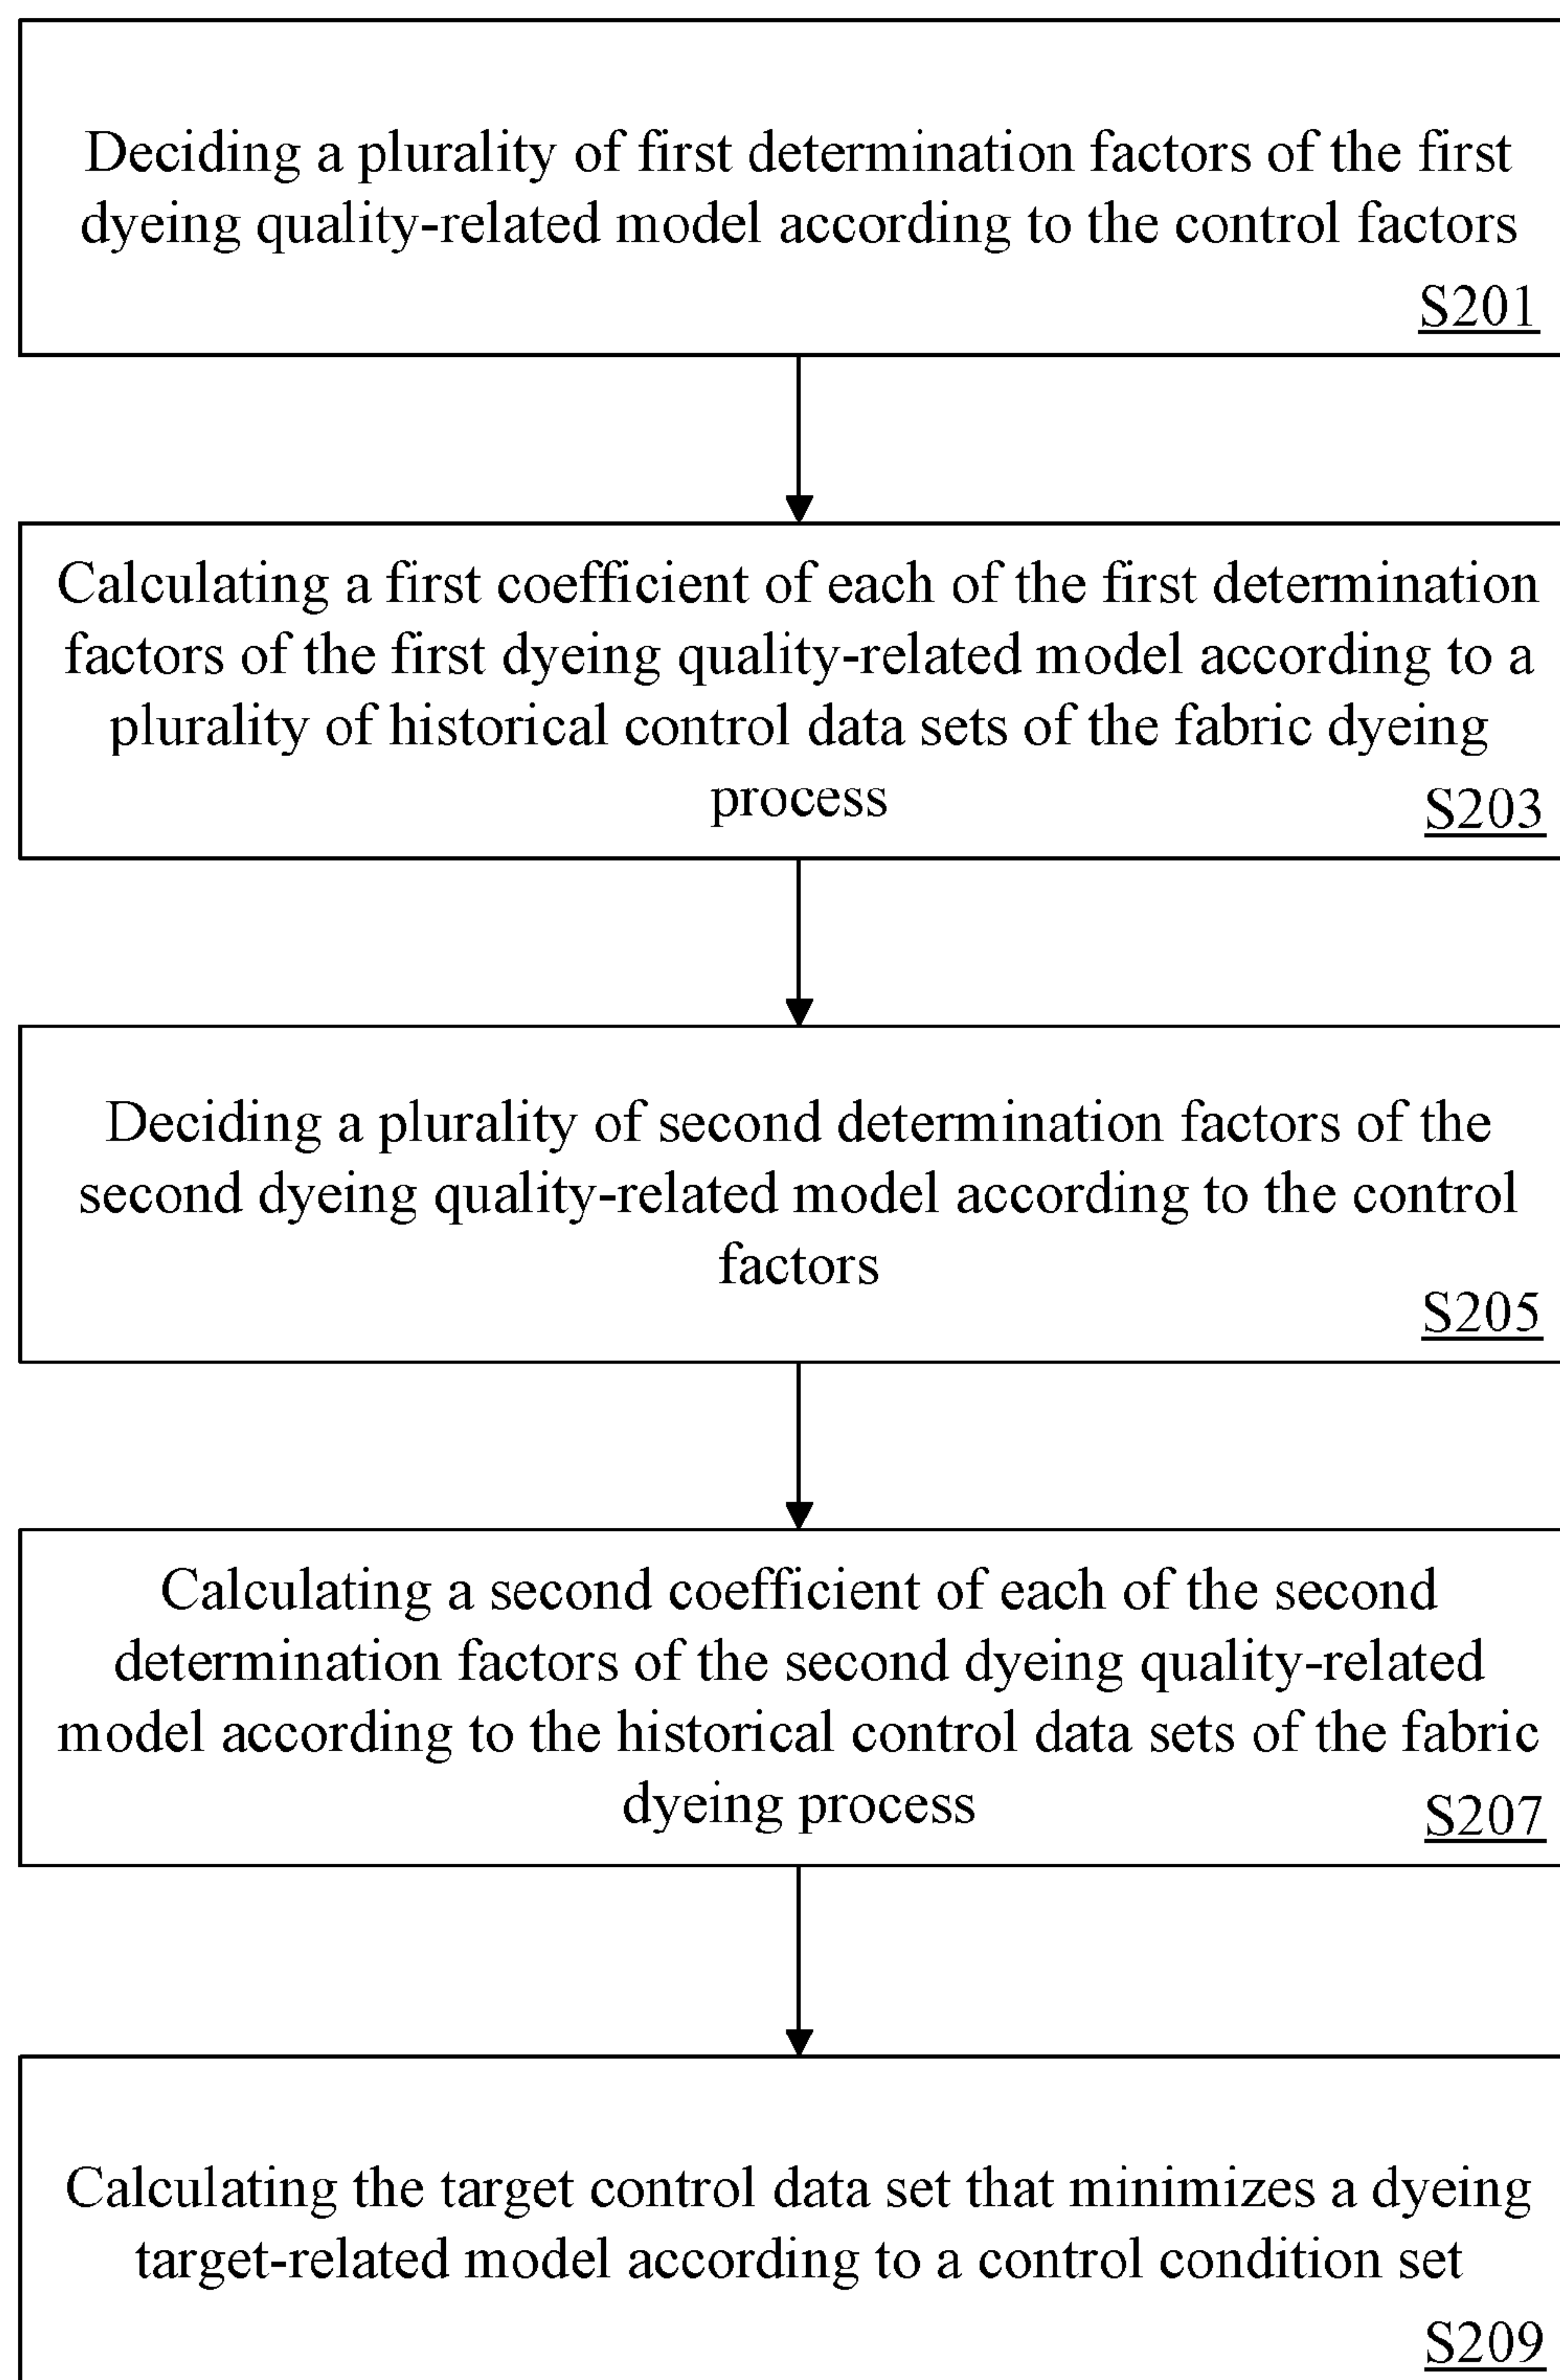 Deciding a plurality of first determination factors of the first
dyeing quality-related model according to the control factors
S201
Calculating a first coefficient of each of the first determination
factors of the first dyeing quality-related model according to a
plurality of historical control data sets of the fabric dyeing
process
S203
Deciding a plurality of second determination factors of the
second dyeing quality-related model according to the control
factors
S205
Calculating a second coefficient of each of the second
determination factors of the second dyeing quality-related
model according to the historical control data sets of the fabric
dyeing process
S207
Calculating the target control data set that minimizes a dyeing
target-related model according to a control condition set
S209